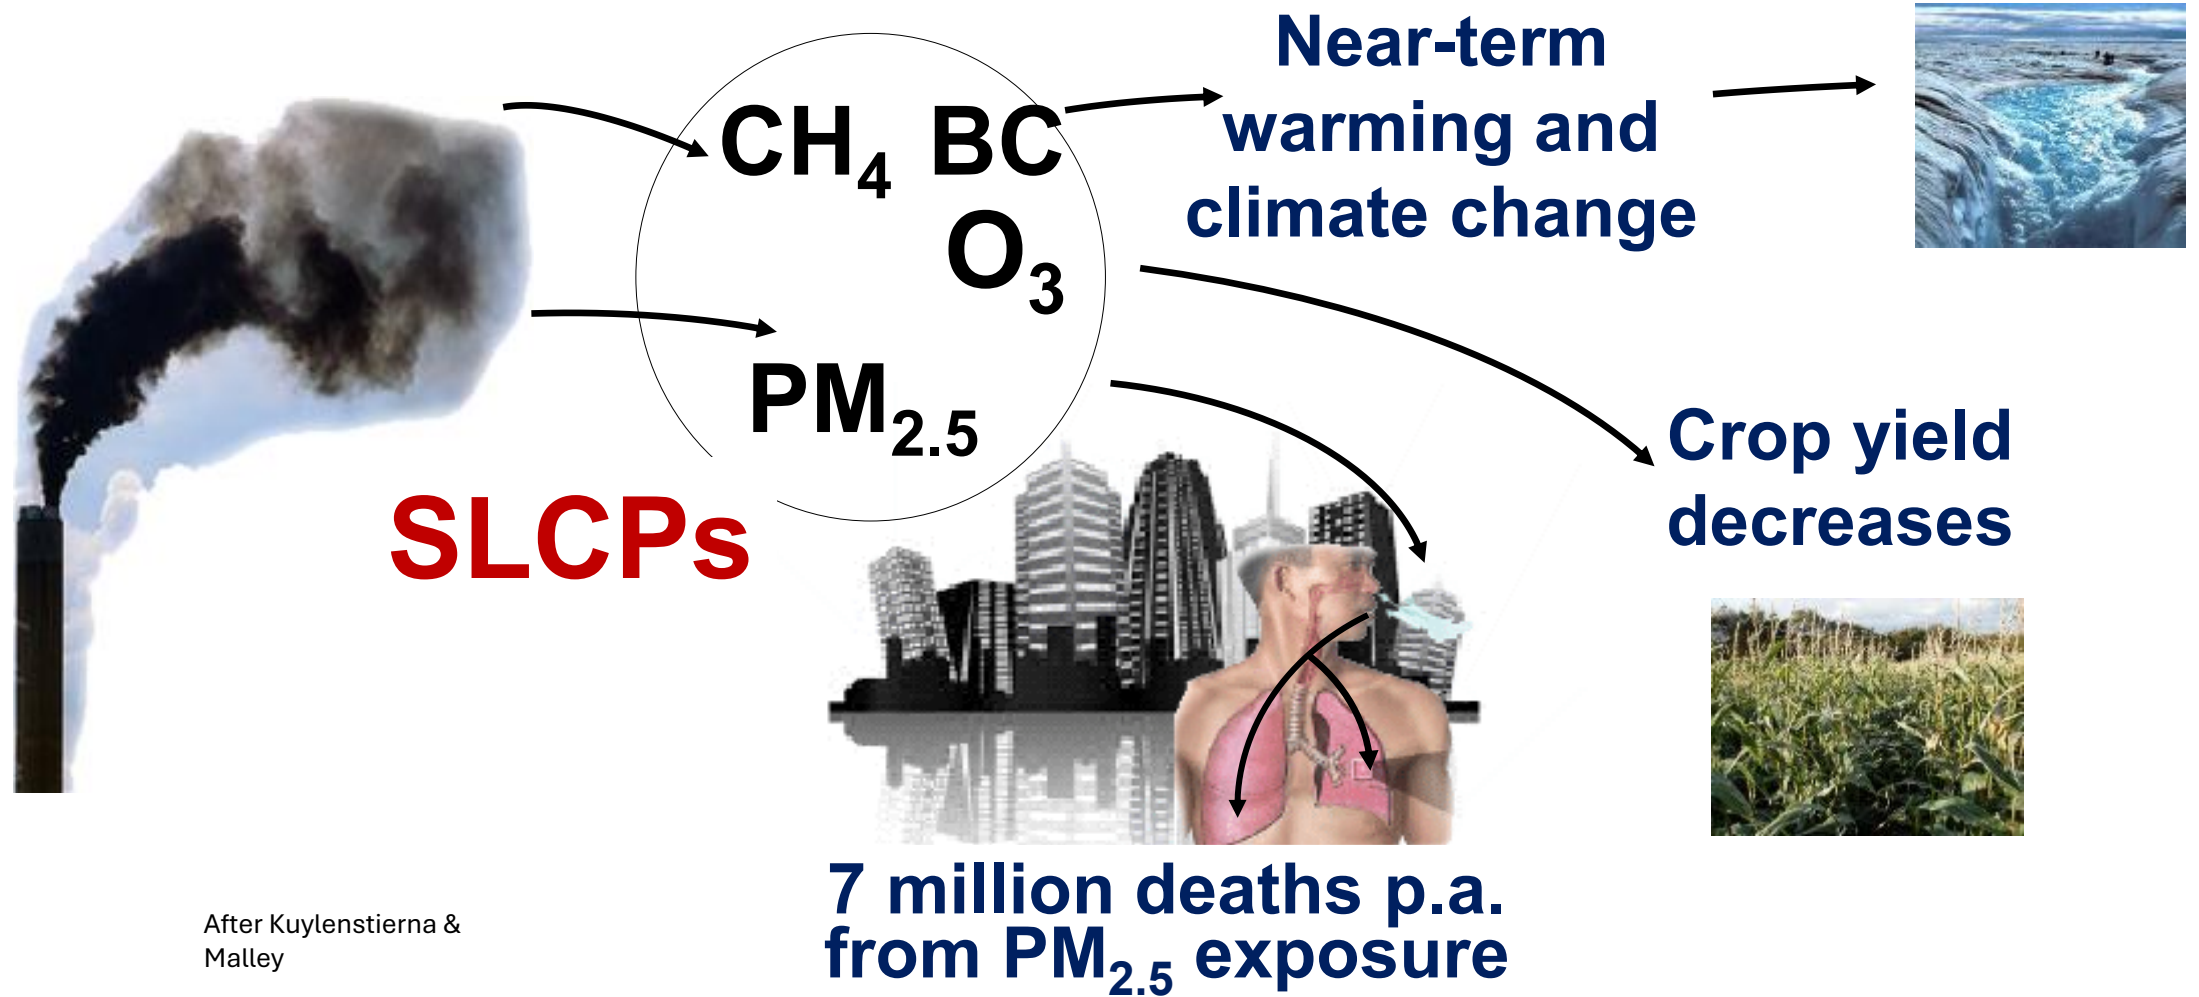 Near-term
warming and
climate change
CH₄ BC
O₃
PM₂.₅
SLCPs
Crop yield
decreases
7 million deaths p.a.
from PM₂.₅ exposure
After Kuylenstierna &
Malley